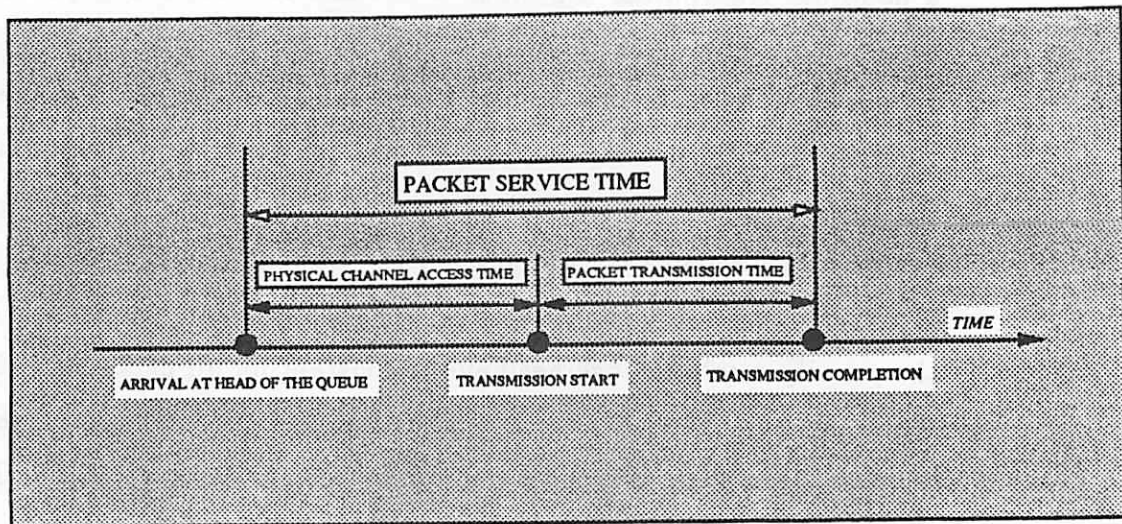 PACKET SERVICE TIME
PHYSICAL CHANNEL ACCESS TIME
PACKET TRANSMISSION TIME
TIME
ARRIVAL AT HEAD OF THE QUEUE
TRANSMISSION START
TRANSMISSION COMPLETION